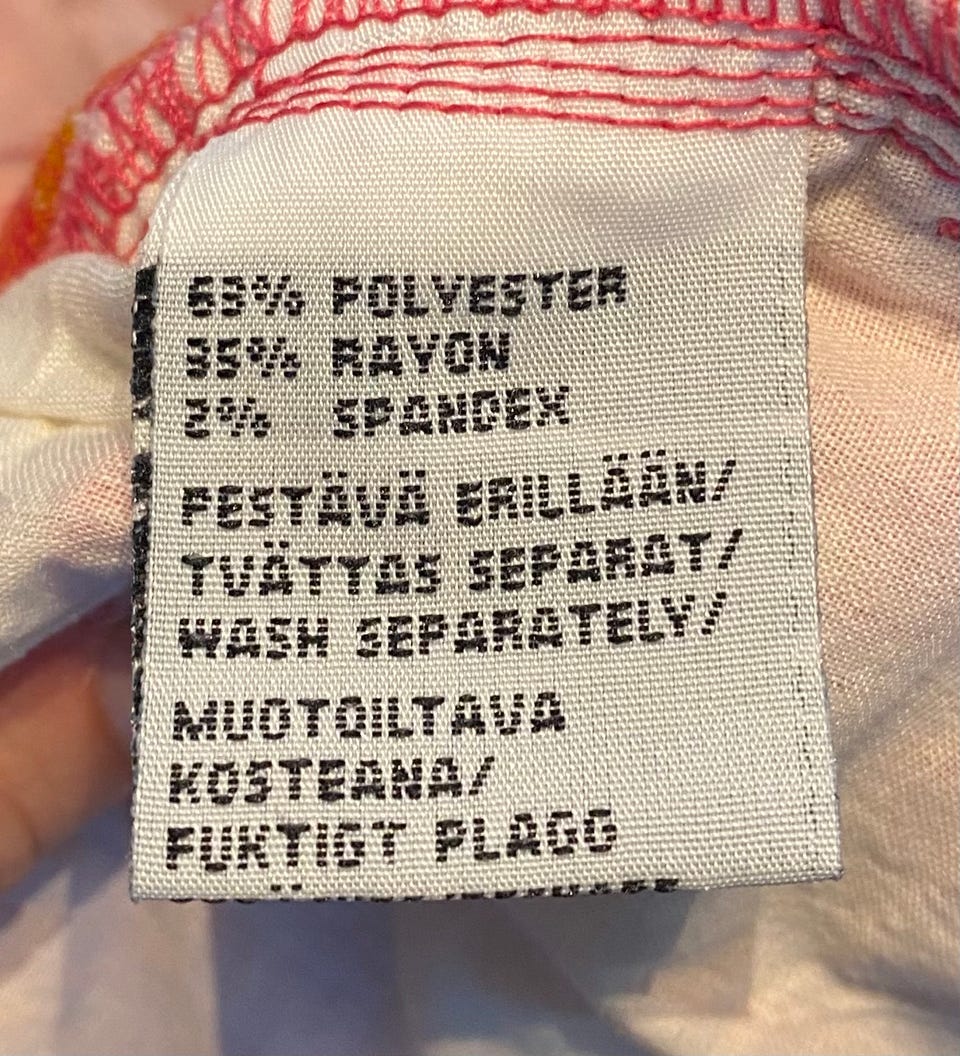 63% POLYESTER
35% RAYON
2% SPANDEX
PESTÄVÄ ERILLÄÄN/
TVÄTTAS SEPARAT/
WASH SEPARATELY/
MUOTOILTAVA
KOSTEANA/
FUKTIGT PLAGG